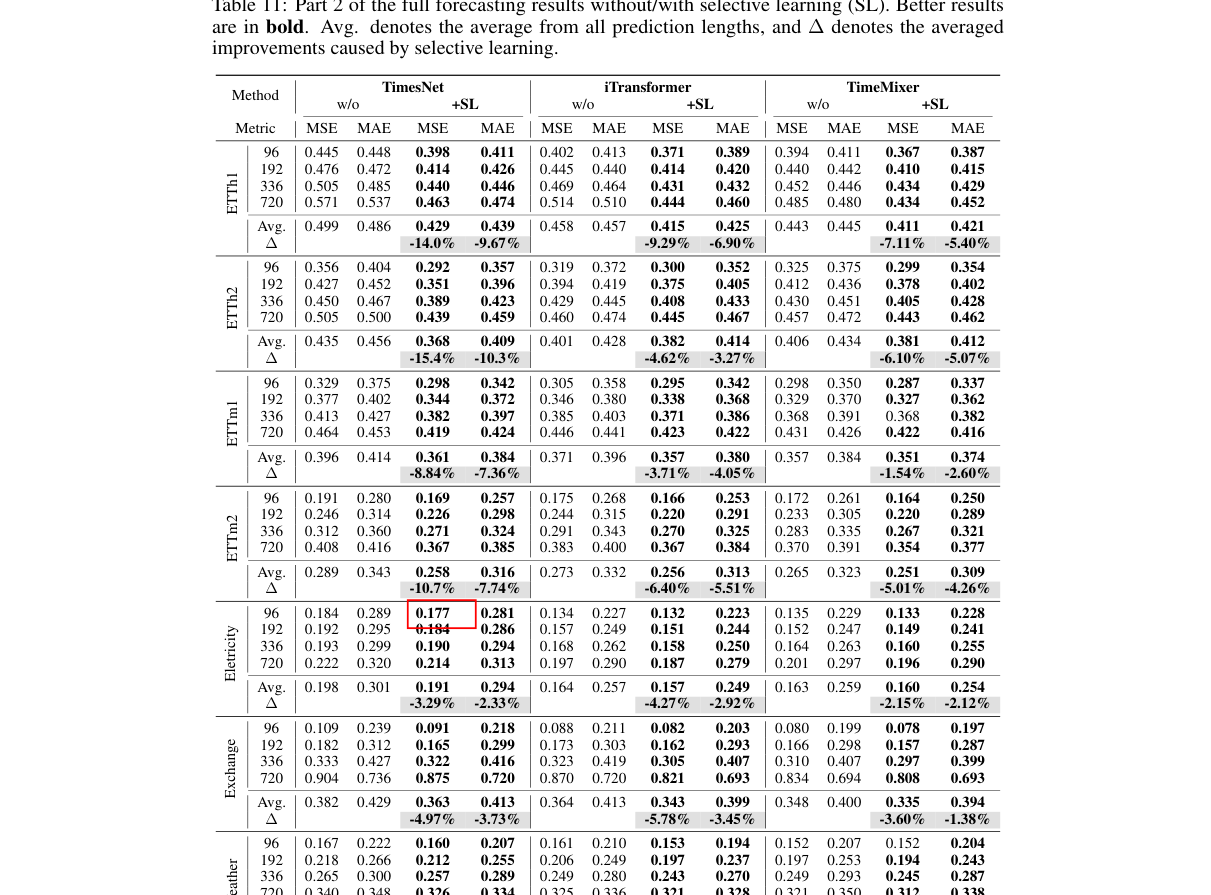 Table 11: Part 2 of the full forecasting results without/with selective learning (SL). Better results
are in bold. Avg. denotes the average from all prediction lengths, and Δ denotes the averaged
improvements caused by selective learning.
Method TimesNet iTransformer TimeMixer
w/o +SL w/o +SL w/o +SL
Metric MSE MAE MSE MAE MSE MAE MSE MAE MSE MAE MSE MAE
ETTh1
96 0.445 0.448 0.398 0.411 0.402 0.413 0.371 0.389 0.394 0.411 0.367 0.387
192 0.476 0.472 0.414 0.426 0.445 0.440 0.414 0.420 0.440 0.442 0.410 0.415
336 0.505 0.485 0.440 0.446 0.469 0.464 0.431 0.432 0.452 0.446 0.434 0.429
720 0.571 0.537 0.463 0.474 0.514 0.510 0.444 0.460 0.485 0.480 0.434 0.452
Avg. 0.499 0.486 0.429 0.439 0.458 0.457 0.415 0.425 0.443 0.445 0.411 0.421
Δ -14.0% -9.67% -9.29% -6.90% -7.11% -5.40%
ETTh2
96 0.356 0.404 0.292 0.357 0.319 0.372 0.300 0.352 0.325 0.375 0.299 0.354
192 0.427 0.452 0.351 0.396 0.394 0.419 0.375 0.405 0.412 0.436 0.378 0.402
336 0.450 0.467 0.389 0.423 0.429 0.445 0.408 0.433 0.430 0.451 0.405 0.428
720 0.505 0.500 0.439 0.459 0.460 0.474 0.445 0.467 0.457 0.472 0.443 0.462
Avg. 0.435 0.456 0.368 0.409 0.401 0.428 0.382 0.414 0.406 0.434 0.381 0.412
Δ -15.4% -10.3% -4.62% -3.27% -6.10% -5.07%
ETTm1
96 0.329 0.375 0.298 0.342 0.305 0.358 0.295 0.342 0.298 0.350 0.287 0.337
192 0.377 0.402 0.344 0.372 0.346 0.380 0.338 0.368 0.329 0.370 0.327 0.362
336 0.413 0.427 0.382 0.397 0.385 0.403 0.371 0.386 0.368 0.391 0.368 0.382
720 0.464 0.453 0.419 0.424 0.446 0.441 0.423 0.422 0.431 0.426 0.422 0.416
Avg. 0.396 0.414 0.361 0.384 0.371 0.396 0.357 0.380 0.357 0.384 0.351 0.374
Δ -8.84% -7.36% -3.71% -4.05% -1.54% -2.60%
ETTm2
96 0.191 0.280 0.169 0.257 0.175 0.268 0.166 0.253 0.172 0.261 0.164 0.250
192 0.246 0.314 0.226 0.298 0.244 0.315 0.220 0.291 0.233 0.305 0.220 0.289
336 0.312 0.360 0.271 0.324 0.291 0.343 0.270 0.325 0.283 0.335 0.267 0.321
720 0.408 0.416 0.367 0.385 0.383 0.400 0.367 0.384 0.370 0.391 0.354 0.377
Avg. 0.289 0.343 0.258 0.316 0.273 0.332 0.256 0.313 0.265 0.323 0.251 0.309
Δ -10.7% -7.74% -6.40% -5.51% -5.01% -4.26%
Eletricity
96 0.184 0.289 0.177 0.281 0.134 0.227 0.132 0.223 0.135 0.229 0.133 0.228
192 0.192 0.295 0.184 0.286 0.157 0.249 0.151 0.244 0.152 0.247 0.149 0.241
336 0.193 0.299 0.190 0.294 0.168 0.262 0.158 0.250 0.164 0.263 0.160 0.255
720 0.222 0.320 0.214 0.313 0.197 0.290 0.187 0.279 0.201 0.297 0.196 0.290
Avg. 0.198 0.301 0.191 0.294 0.164 0.257 0.157 0.249 0.163 0.259 0.160 0.254
Δ -3.29% -2.33% -4.27% -2.92% -2.15% -2.12%
Exchange
96 0.109 0.239 0.091 0.218 0.088 0.211 0.082 0.203 0.080 0.199 0.078 0.197
192 0.182 0.312 0.165 0.299 0.173 0.303 0.162 0.293 0.166 0.298 0.157 0.287
336 0.333 0.427 0.322 0.416 0.323 0.419 0.305 0.407 0.310 0.407 0.297 0.399
720 0.904 0.736 0.875 0.720 0.870 0.720 0.821 0.693 0.834 0.694 0.808 0.693
Avg. 0.382 0.429 0.363 0.413 0.364 0.413 0.343 0.399 0.348 0.400 0.335 0.394
Δ -4.97% -3.73% -5.78% -3.45% -3.60% -1.38%
eather
96 0.167 0.222 0.160 0.207 0.161 0.210 0.153 0.194 0.152 0.207 0.152 0.204
192 0.218 0.266 0.212 0.255 0.206 0.249 0.197 0.237 0.197 0.253 0.194 0.243
336 0.265 0.300 0.257 0.289 0.249 0.280 0.243 0.270 0.249 0.293 0.245 0.287
720 0.340 0.348 0.326 0.334 0.325 0.336 0.321 0.328 0.321 0.350 0.312 0.338